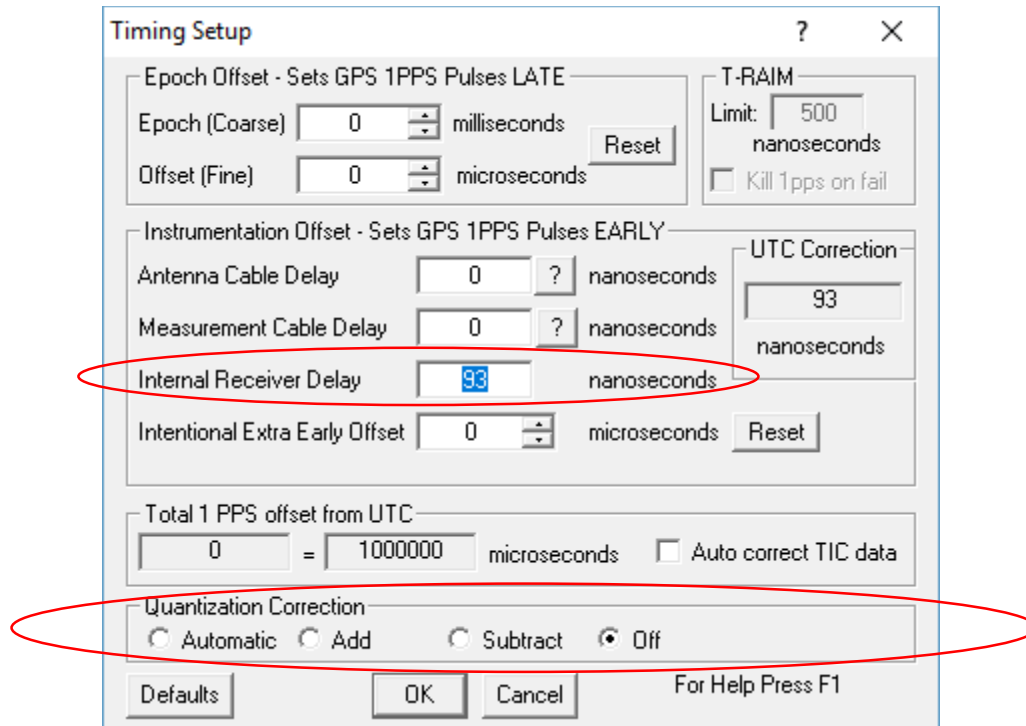 Timing Setup ? ×
Epoch Offset - Sets GPS 1PPS Pulses LATE
Epoch (Coarse) 0 milliseconds
Offset (Fine) 0 microseconds
Reset
T-RAIM
Limit: 500
nanoseconds
Kill 1pps on fail
Instrumentation Offset - Sets GPS 1PPS Pulses EARLY
Antenna Cable Delay 0 ? nanoseconds
Measurement Cable Delay 0 ? nanoseconds
Internal Receiver Delay 93 nanoseconds
Intentional Extra Early Offset 0 microseconds Reset
UTC Correction
93
nanoseconds
Total 1 PPS offset from UTC
0 = 1000000 microseconds Auto correct TIC data
Quantization Correction
Automatic Add Subtract Off
Defaults OK Cancel For Help Press F1